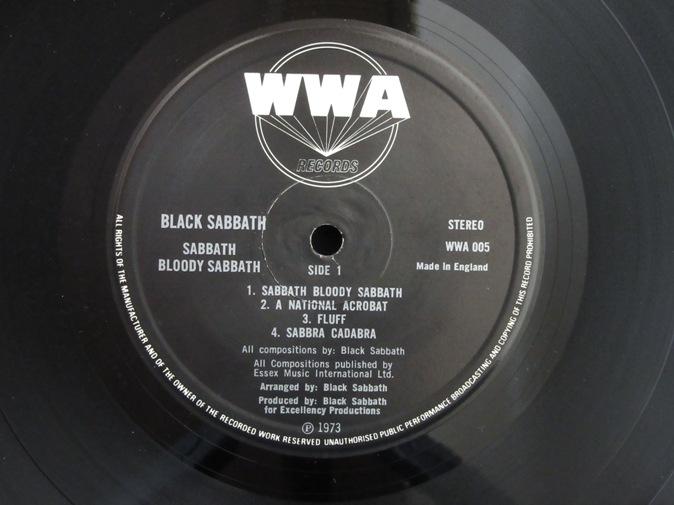 WWA
RECORDS
BLACK SABBATH
SABBATH
BLOODY SABBATH
STEREO
WWA 005
Made In England
SIDE 1
1. SABBATH BLOODY SABBATH
2. A NATIONAL ACROBAT
3. FLUFF
4. SABBRA CADABRA
All compositions by: Black Sabbath
All Compositions published by
Essex Music International Ltd.
Arranged by: Black Sabbath
Produced by: Black Sabbath
for Excellency Productions
Ⓟ 1973
ALL RIGHTS OF THE MANUFACTURER AND OF THE OWNER OF THE RECORDED WORK RESERVED UNAUTHORISED PUBLIC PERFORMANCE BROADCASTING AND COPYING OF THIS RECORD PROHIBITED